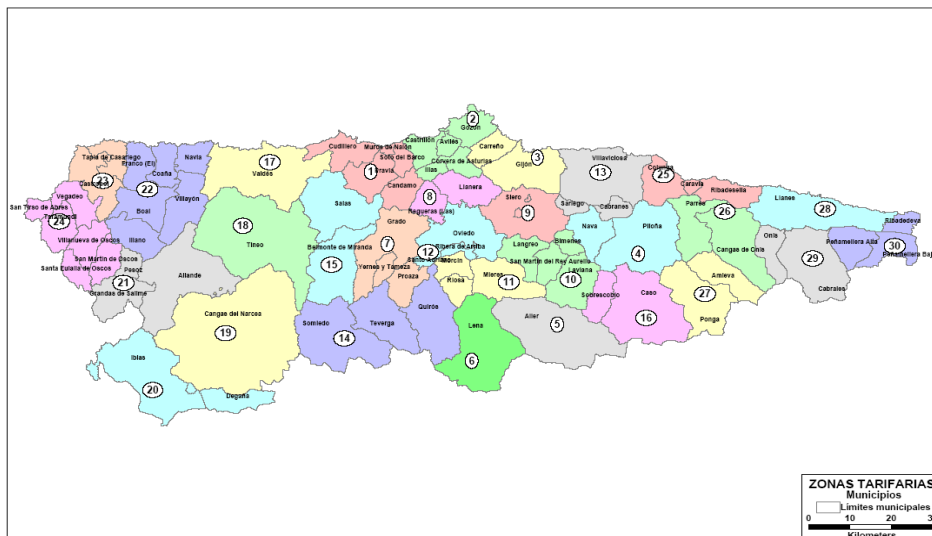 2
Gozón
Castrillón
Avilés
Carreño
Corvera de Asturias
Illas
Gijón
3
Cudillero
Muros de Nalón
Soto del Barco
Pravia
1
Candamo
Tapia de Casariego
Franco (El)
Navia
Coaña
23
Castropol
22
17
Valdés
Villayón
Boal
Villaviciosa
13
Colunga
25
Caravia
Ribadesella
Vegadeo
San Tirso de Abres
24
Taramundi
Villanueva de Oscos
Illano
San Martin de Oscos
Santa Eulalia de Oscos
Pesoz
21
Grandas de Salime
Allande
18
Tineo
Salas
Belmonte de Miranda
15
Grado
7
Yernes y Tameza
Santo Adriano
Proaza
8
Regueras (Las)
Llanera
Siero
9
Sariego
Cabranes
Nava
Piloña
4
Parres
26
Cangas de Onís
Llanes
28
Ribadedeva
Peñamellera Alta
30
Peñamellera Baja
Onís
29
Cabrales
Oviedo
12
Ribera de Arriba
Morcín
Riosa
Mieres
11
Langreo
Bimenes
San Martín del Rey Aurelio
Laviana
10
Sobrescobio
Caso
16
Amieva
27
Ponga
Cangas del Narcea
19
Ibias
20
Degaña
Somiedo
14
Teverga
Quirós
Lena
6
Aller
5
ZONAS TARIFARIAS
Municipios
Límites municipales
0 10 20 3
Kilometers